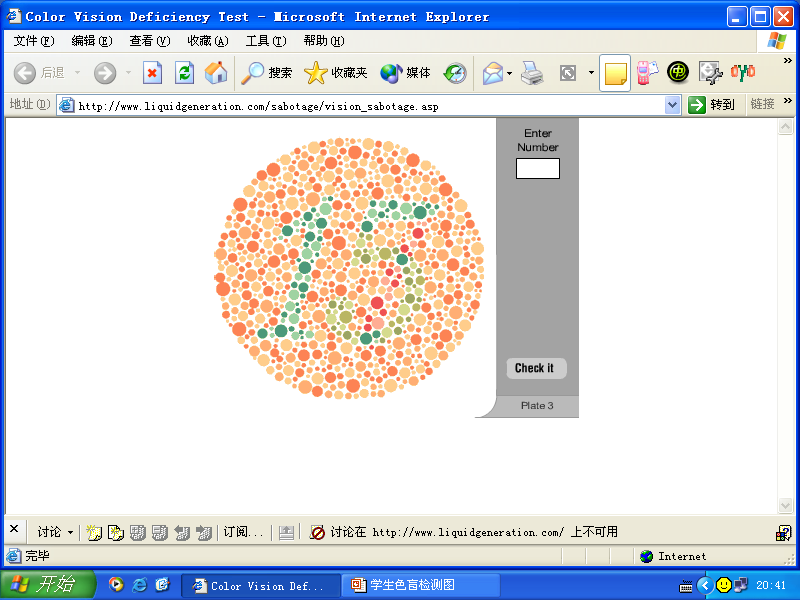 Color Vision Deficiency Test - Microsoft Internet Explorer
文件(F) 编辑(E) 查看(V) 收藏(A) 工具(T) 帮助(H)
后退 搜索 收藏夹 媒体
地址(D) http://www.liquidgeneration.com/sabotage/vision_sabotage.asp 转到 链接 »
Enter
Number
Check it
Plate 3
讨论 订阅... 讨论在 http://www.liquidgeneration.com/ 上不可用
完毕 Internet
开始 Color Vision Def... 学生色盲检测图 20:41